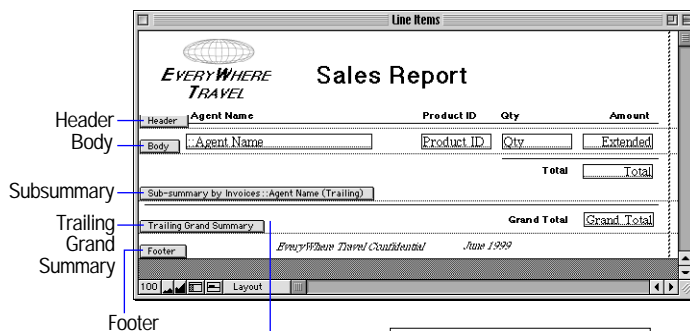 Line Items
EVERYWHERE
TRAVEL
Sales Report
Header
Header
Agent Name
Product ID
Qty
Amount
Body
Body
::Agent Name
Product ID
Qty
Extended
Total
Total
Subsummary
Sub-summary by Invoices::Agent Name (Trailing)
Trailing
Grand
Summary
Trailing Grand Summary
Grand Total
Grand Total
Footer
EveryWhere Travel Confidential
June 1999
100
Layout
Footer